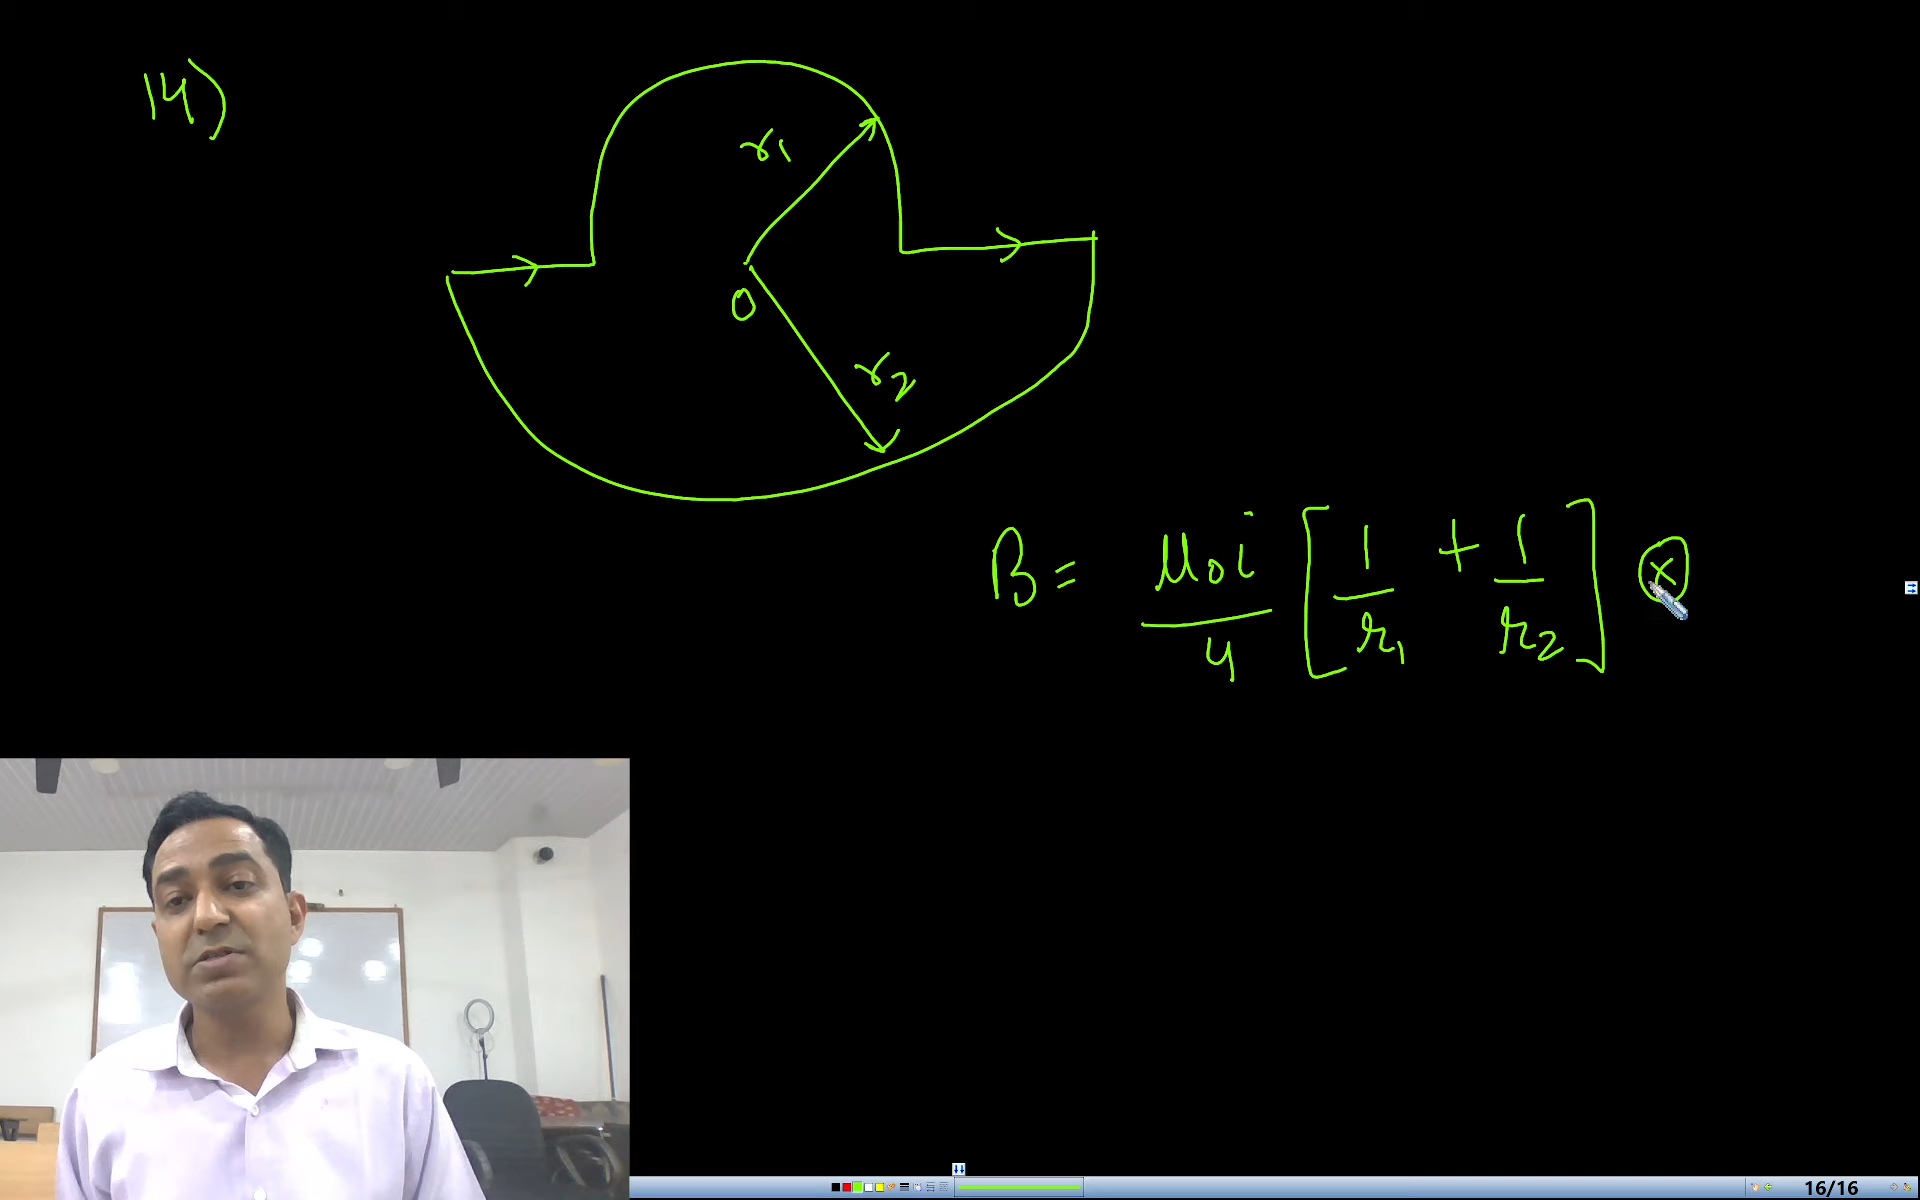 14)
r₁
O
r₂
B = μ₀i/4 [1/r₁ + 1/r₂] ⊗
16/16